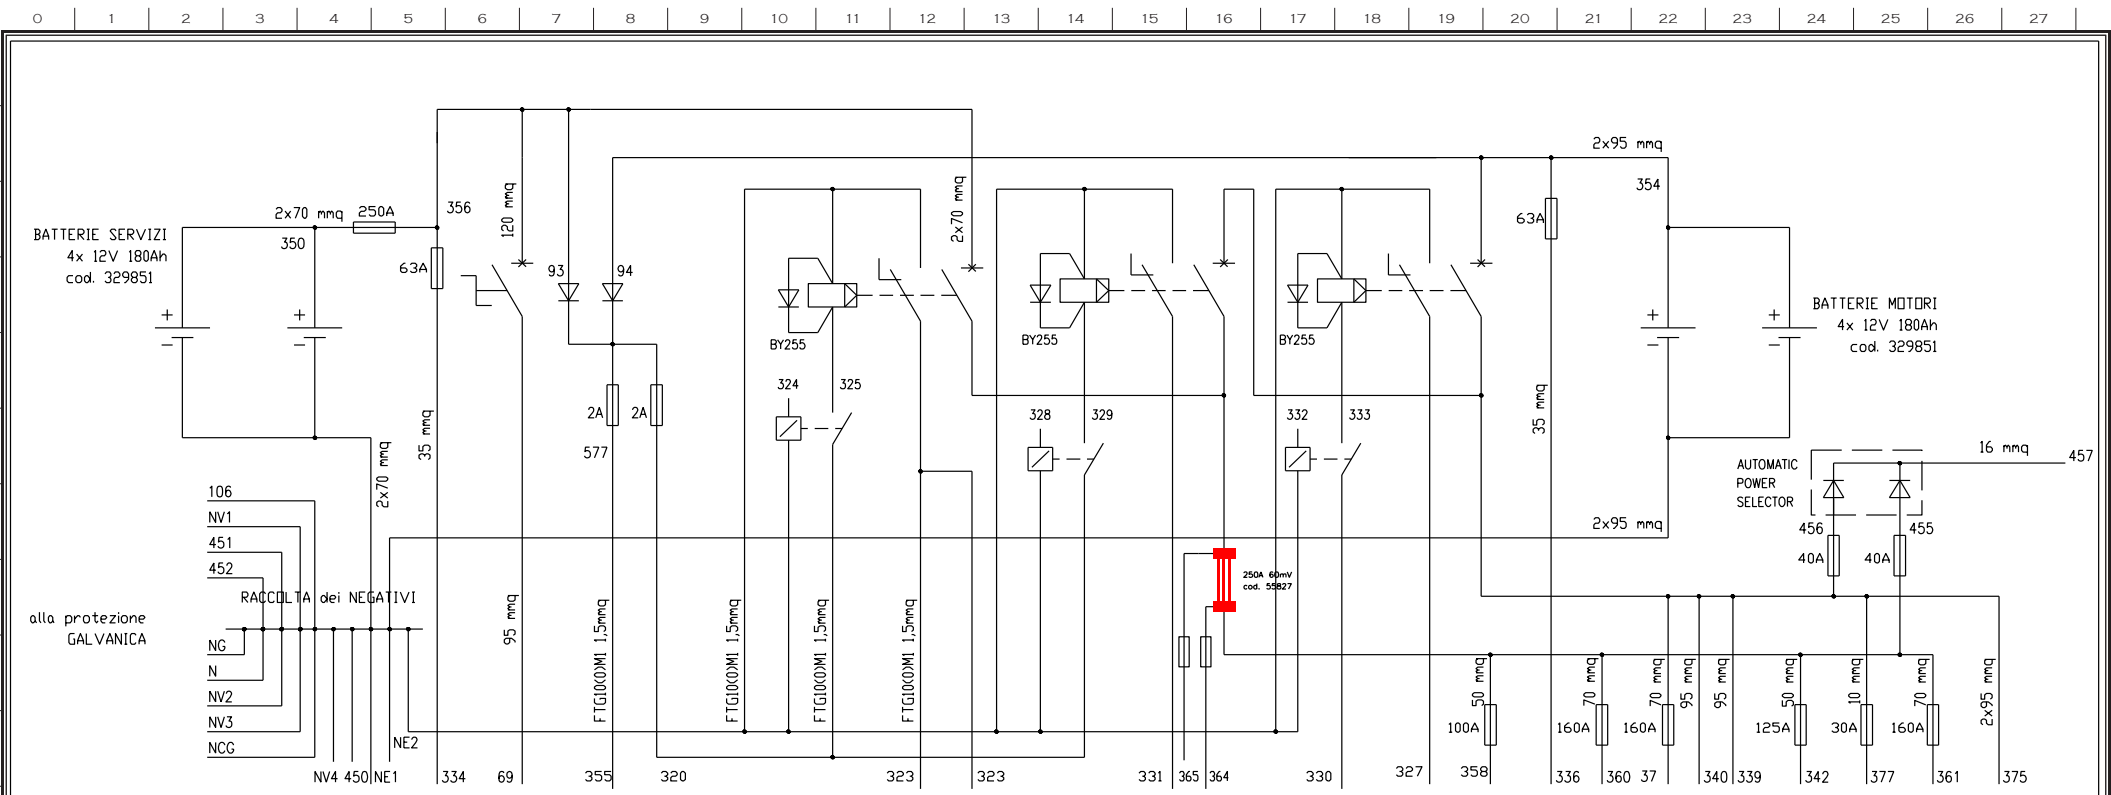 0 1 2 3 4 5 6 7 8 9 10 11 12 13 14 15 16 17 18 19 20 21 22 23 24 25 26 27
2x95 mmq
354
356
120 mmq
2x70 mmq
2x70 mmq 250A
350
63A
BATTERIE SERVIZI
4x 12V 180Ah
cod. 329851
63A
93 94
+ +
- -
BATTERIE MOTORI
4x 12V 180Ah
cod. 329851
+ +
- -
BY255
BY255
BY255
324 325
328 329
332 333
2A 2A
577
35 mmq
35 mmq
2x70 mmq
16 mmq
457
AUTOMATIC
POWER
SELECTOR
106
NV1
451
452
2x95 mmq
456 455
40A 40A
250A 60mV
cod. 55827
RACCOLTA dei NEGATIVI
alla protezione
GALVANICA
NG
N
NV2
NV3
NCG
NE2
95 mmq
FTG10(O)M1 1,5mmq
FTG10(O)M1 1,5mmq
FTG10(O)M1 1,5mmq
FTG10(O)M1 1,5mmq
50 mmq
70 mmq
70 mmq
95 mmq
95 mmq
50 mmq
10 mmq
70 mmq
2x95 mmq
100A 160A 160A 125A 30A 160A
NV4 450 NE1 334 69 355 320 323 323 331 365 364 330 327 358 336 360 37 340 339 342 377 361 375